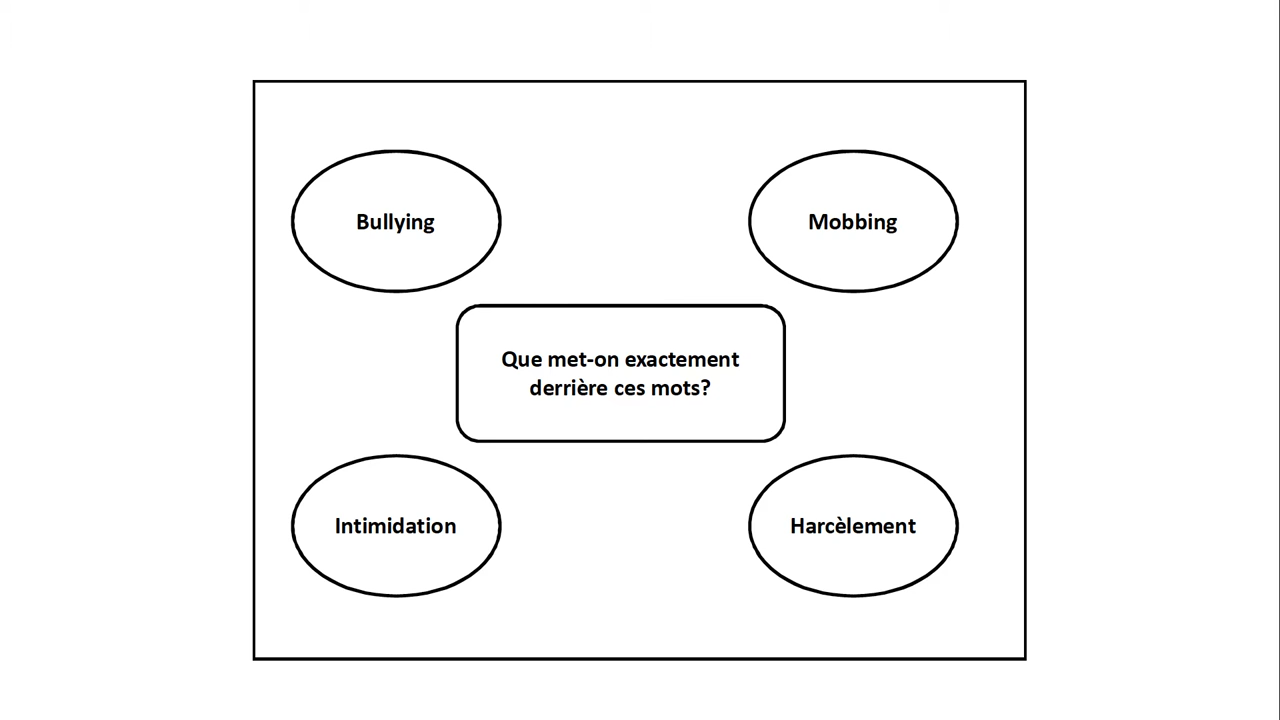 Bullying
Mobbing
Que met-on exactement
derrière ces mots?
Intimidation
Harcèlement